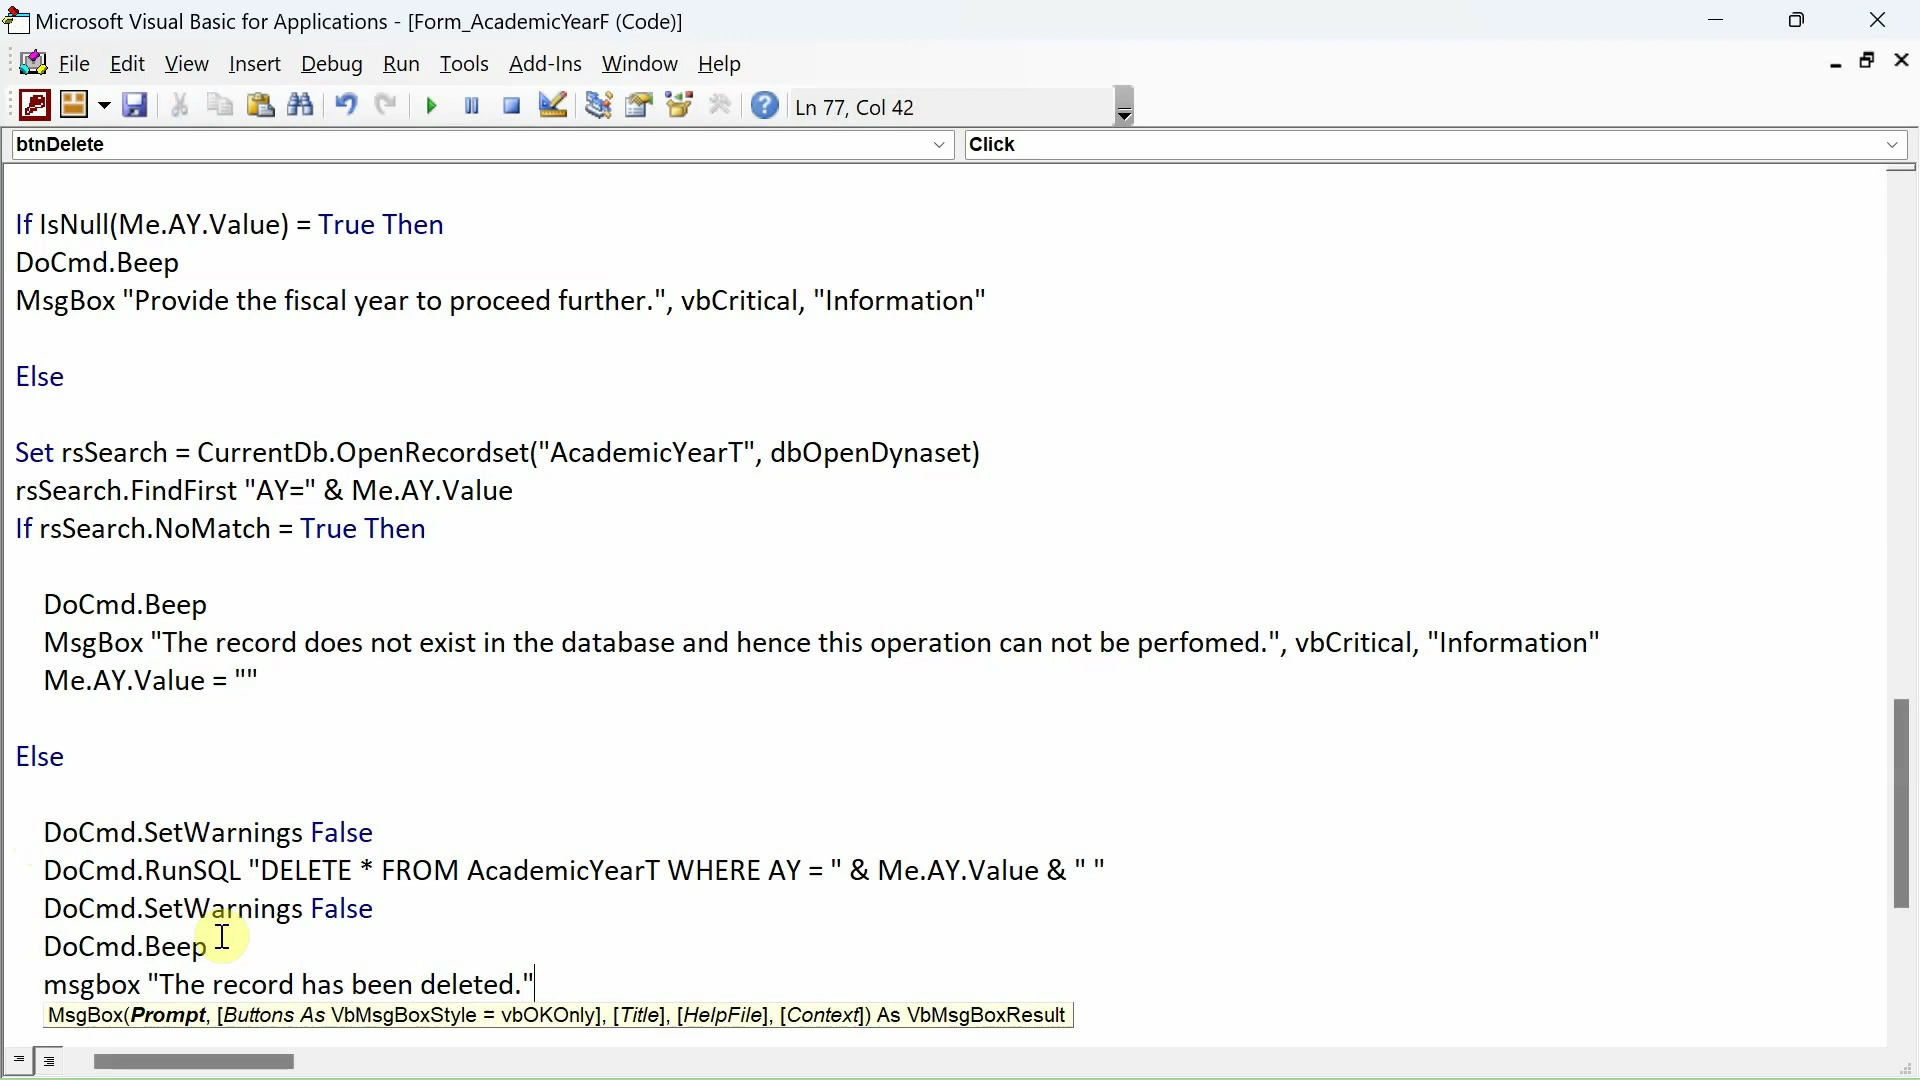 Microsoft Visual Basic for Applications - [Form_AcademicYearF (Code)]
File Edit View Insert Debug Run Tools Add-Ins Window Help
Ln 77, Col 42
btnDelete Click
If IsNull(Me.AY.Value) = True Then
DoCmd.Beep
MsgBox "Provide the fiscal year to proceed further.", vbCritical, "Information"
Else
Set rsSearch = CurrentDb.OpenRecordset("AcademicYearT", dbOpenDynaset)
rsSearch.FindFirst "AY=" & Me.AY.Value
If rsSearch.NoMatch = True Then
DoCmd.Beep
MsgBox "The record does not exist in the database and hence this operation can not be perfomed.", vbCritical, "Information"
Me.AY.Value = ""
Else
DoCmd.SetWarnings False
DoCmd.RunSQL "DELETE * FROM AcademicYearT WHERE AY = " & Me.AY.Value & " "
DoCmd.SetWarnings False
DoCmd.Beep
msgbox "The record has been deleted."
MsgBox(Prompt, [Buttons As VbMsgBoxStyle = vbOKOnly], [Title], [HelpFile], [Context]) As VbMsgBoxResult